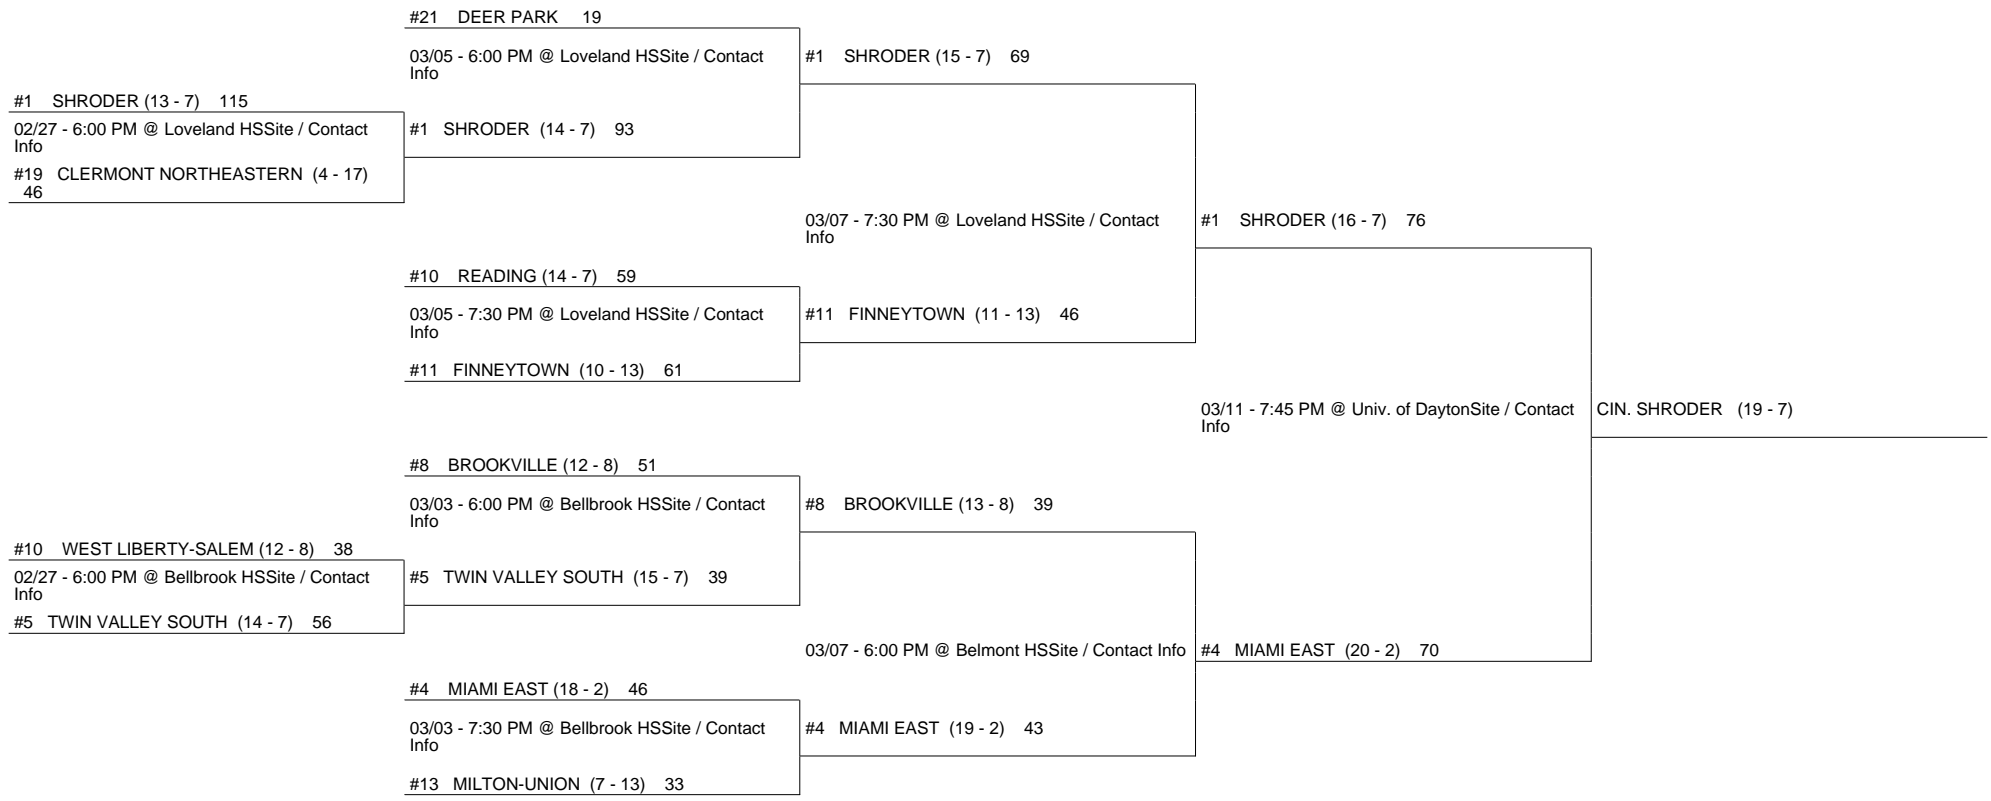 #21 DEER PARK 19
03/05 - 6:00 PM @ Loveland HSSite / Contact
Info
#1 SHRODER (15 - 7) 69
#1 SHRODER (13 - 7) 115
02/27 - 6:00 PM @ Loveland HSSite / Contact
Info
#1 SHRODER (14 - 7) 93
#19 CLERMONT NORTHEASTERN (4 - 17)
46
03/07 - 7:30 PM @ Loveland HSSite / Contact
Info
#1 SHRODER (16 - 7) 76
#10 READING (14 - 7) 59
03/05 - 7:30 PM @ Loveland HSSite / Contact
Info
#11 FINNEYTOWN (11 - 13) 46
#11 FINNEYTOWN (10 - 13) 61
03/11 - 7:45 PM @ Univ. of DaytonSite / Contact
Info
CIN. SHRODER (19 - 7)
#8 BROOKVILLE (12 - 8) 51
03/03 - 6:00 PM @ Bellbrook HSSite / Contact
Info
#8 BROOKVILLE (13 - 8) 39
#10 WEST LIBERTY-SALEM (12 - 8) 38
02/27 - 6:00 PM @ Bellbrook HSSite / Contact
Info
#5 TWIN VALLEY SOUTH (15 - 7) 39
#5 TWIN VALLEY SOUTH (14 - 7) 56
03/07 - 6:00 PM @ Belmont HSSite / Contact Info
#4 MIAMI EAST (20 - 2) 70
#4 MIAMI EAST (18 - 2) 46
03/03 - 7:30 PM @ Bellbrook HSSite / Contact
Info
#4 MIAMI EAST (19 - 2) 43
#13 MILTON-UNION (7 - 13) 33